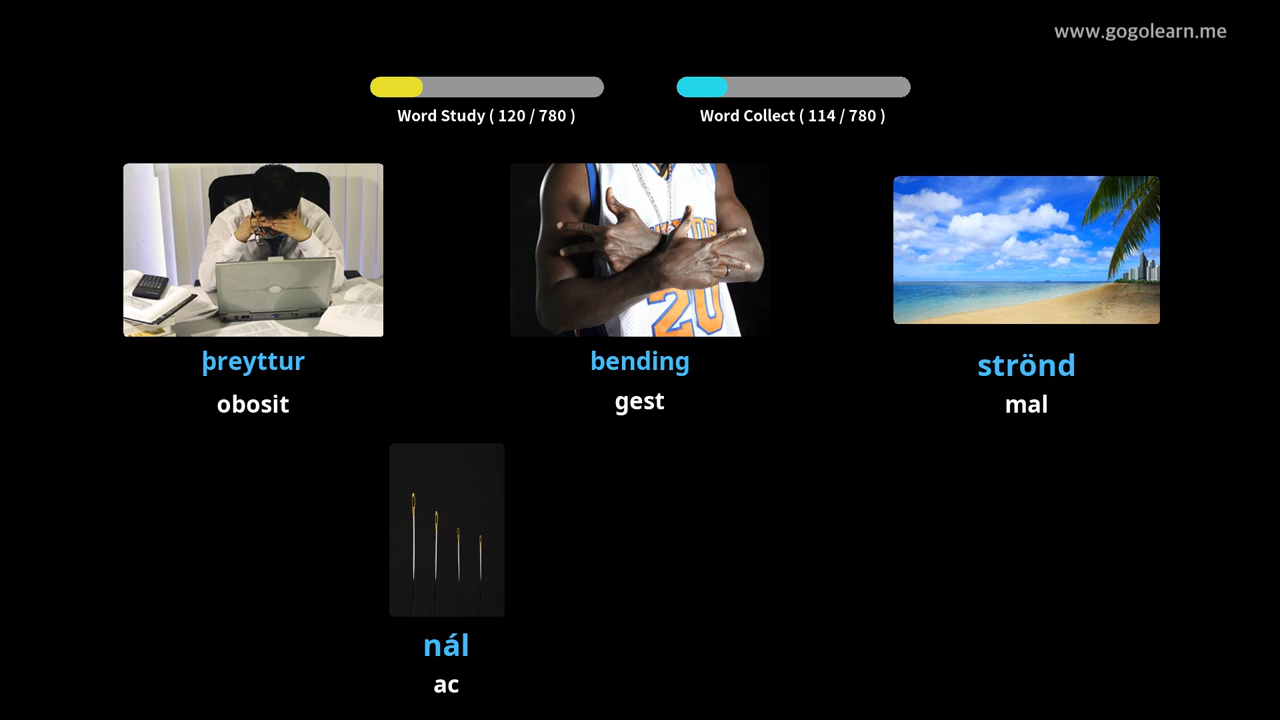 www.gogolearn.me
Word Study ( 120 / 780 )
Word Collect ( 114 / 780 )
20
þreyttur
bending
strönd
obosit
gest
mal
nál
ac